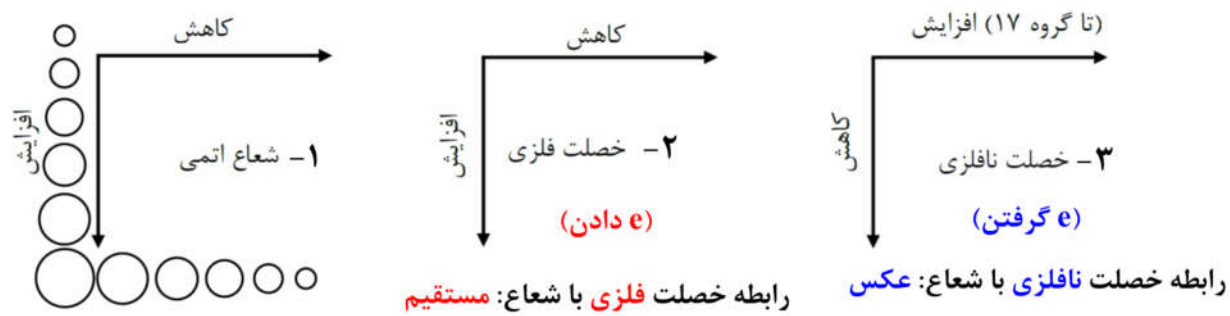 کاهش
افزایش
۱- شعاع اتمی
کاهش
افزایش
۲- خصلت فلزی
(e دادن)
رابطه خصلت فلزی با شعاع: مستقیم
(تا گروه ۱۷) افزایش
کاهش
۳- خصلت نافلزی
(e گرفتن)
رابطه خصلت نافلزی با شعاع: عکس